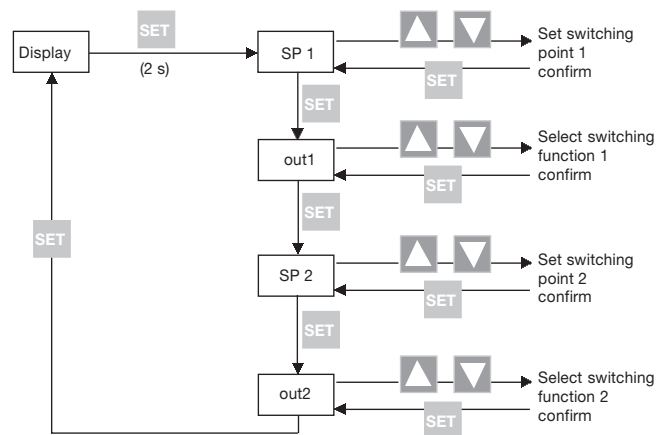 SET
Display
(2 s)
SP 1
Set switching
point 1
confirm
SET
SET
out1
Select switching
function 1
confirm
SET
SET
SET
SP 2
Set switching
point 2
confirm
SET
SET
out2
Select switching
function 2
confirm
SET